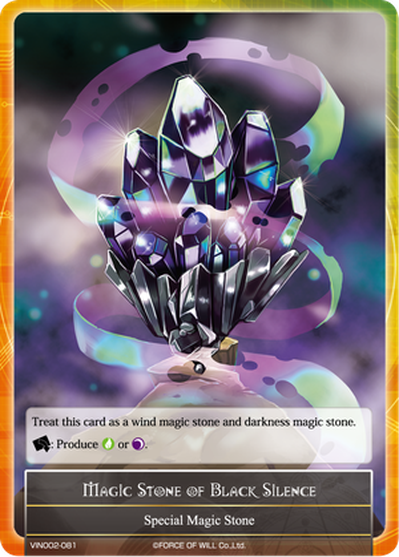 Treat this card as a wind magic stone and darkness magic stone.
: Produce or .
Magic Stone of Black Silence
Special Magic Stone
VIN002-081 ©FORCE OF WILL Co.,Ltd.